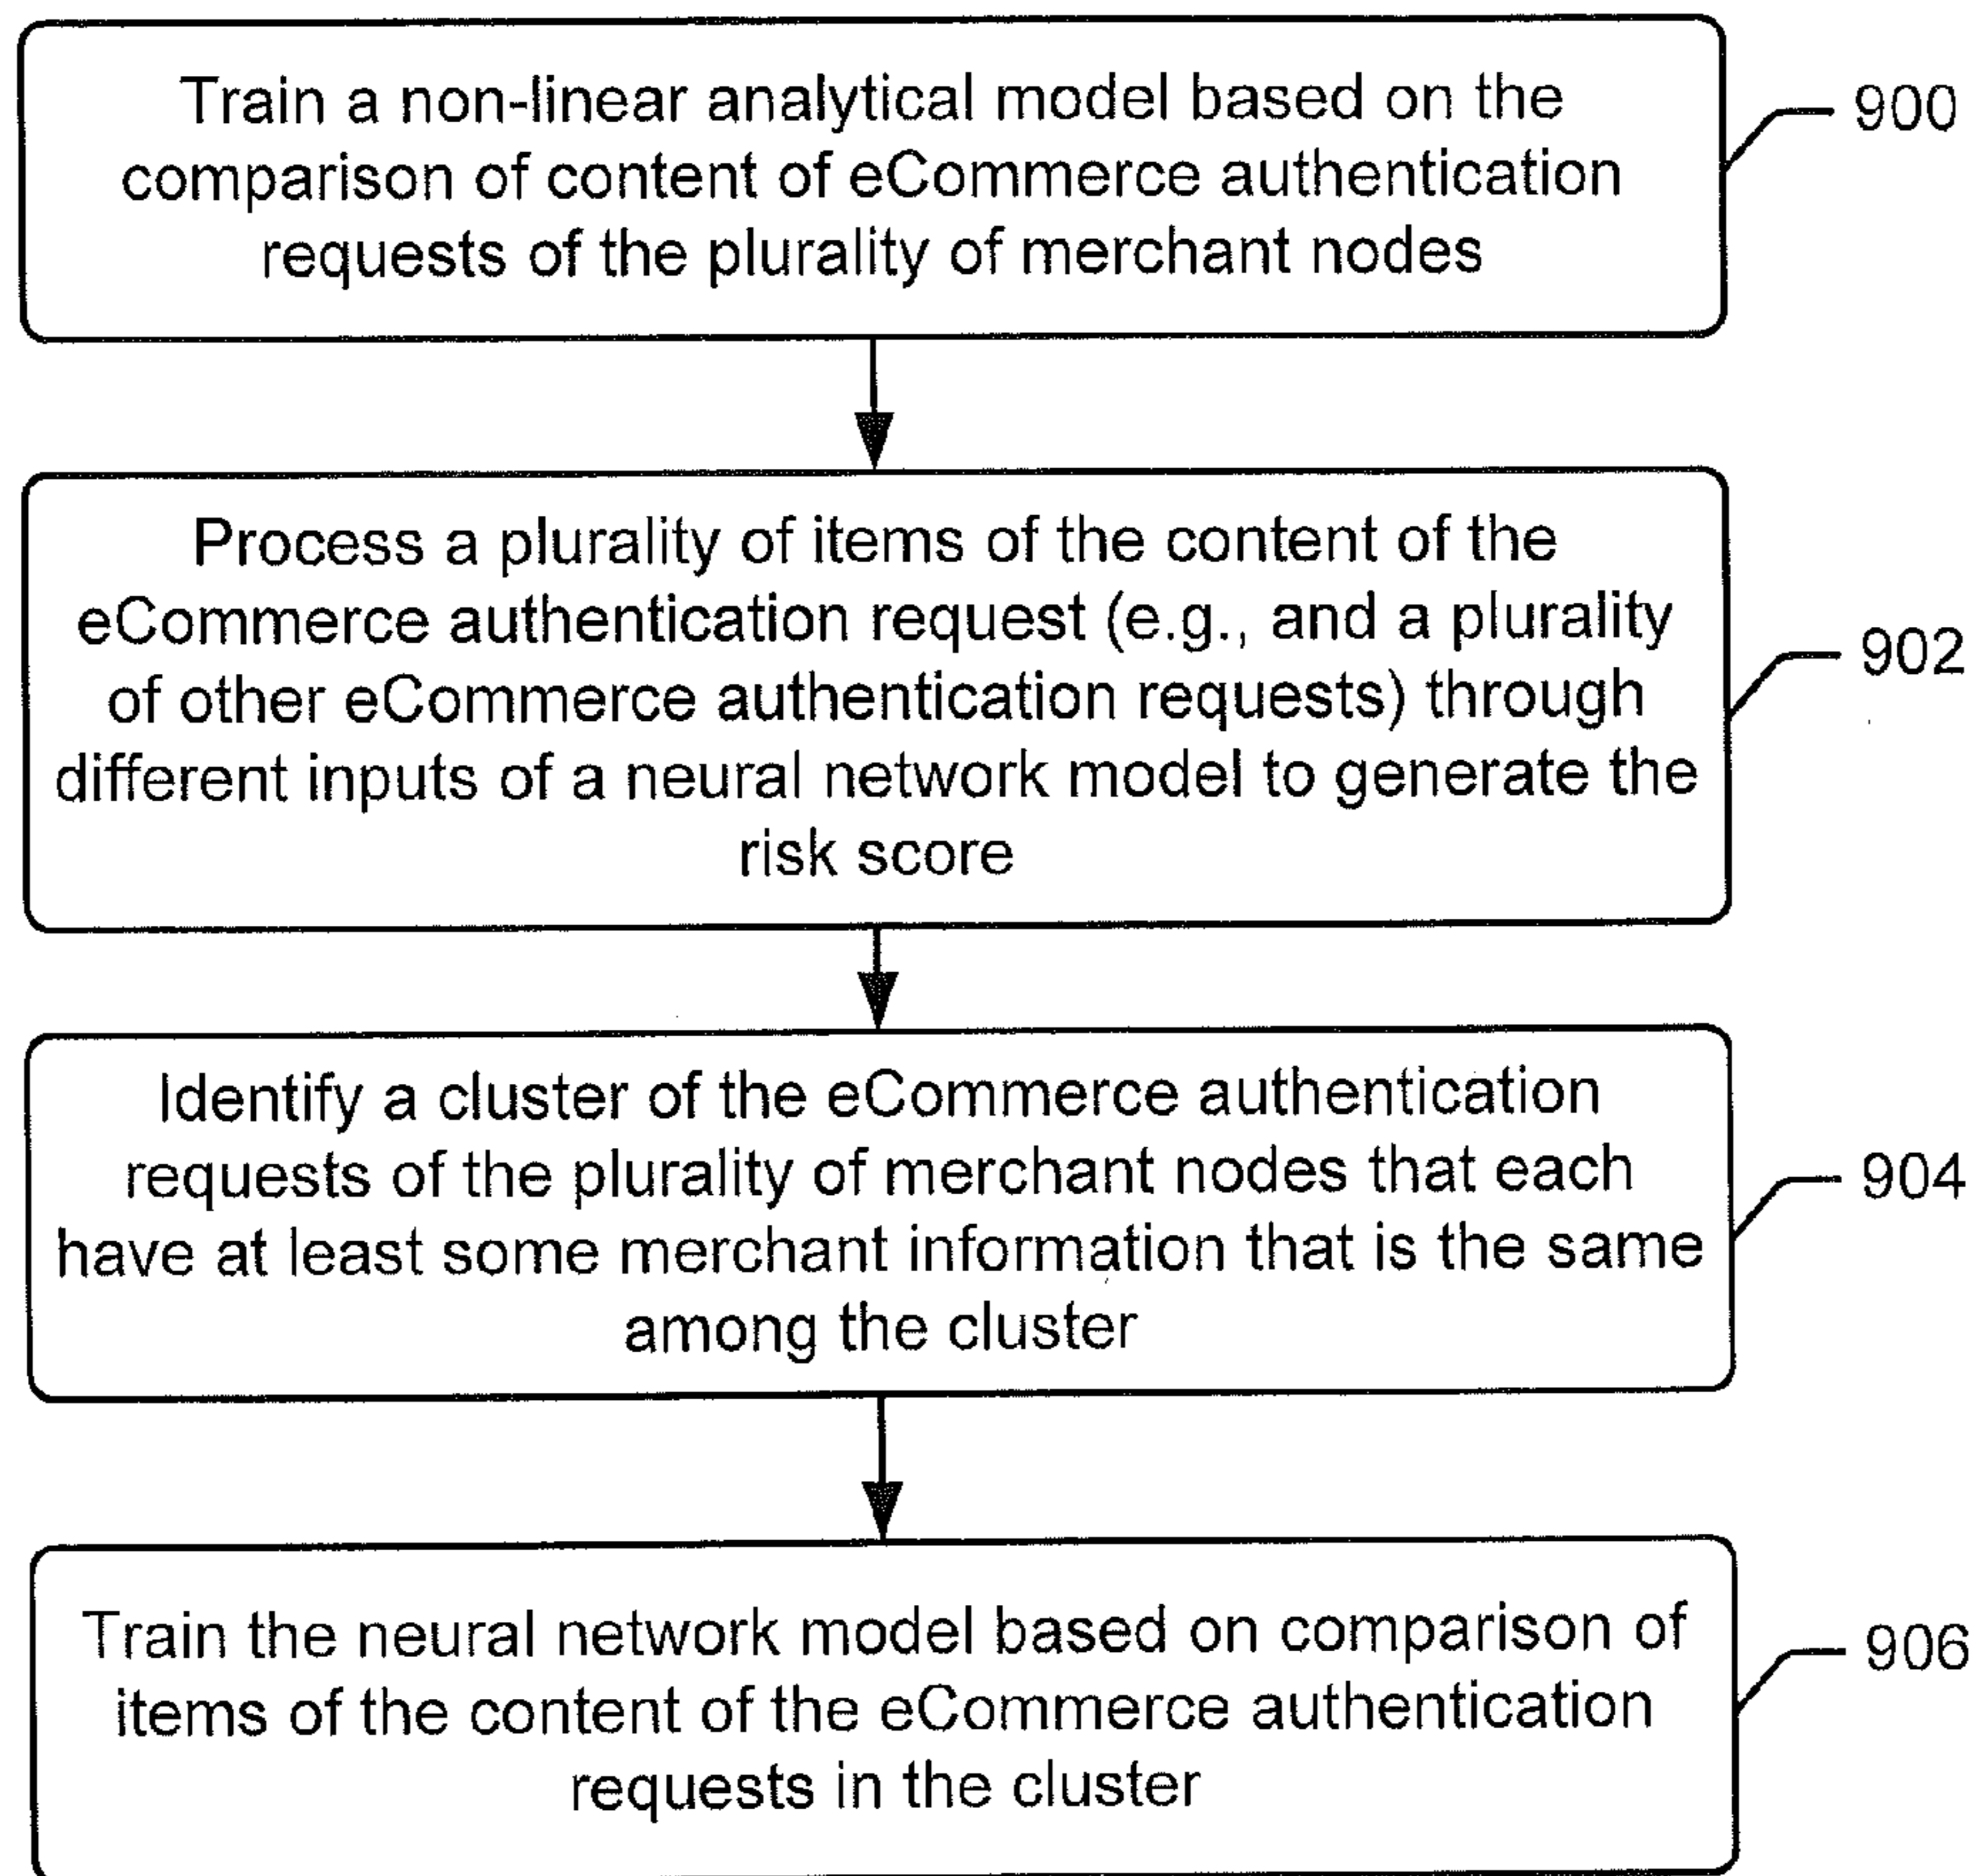 Train a non-linear analytical model based on the
comparison of content of eCommerce authentication
requests of the plurality of merchant nodes
900
Process a plurality of items of the content of the
eCommerce authentication request (e.g., and a plurality
of other eCommerce authentication requests) through
different inputs of a neural network model to generate the
risk score
902
Identify a cluster of the eCommerce authentication
requests of the plurality of merchant nodes that each
have at least some merchant information that is the same
among the cluster
904
Train the neural network model based on comparison of
items of the content of the eCommerce authentication
requests in the cluster
906